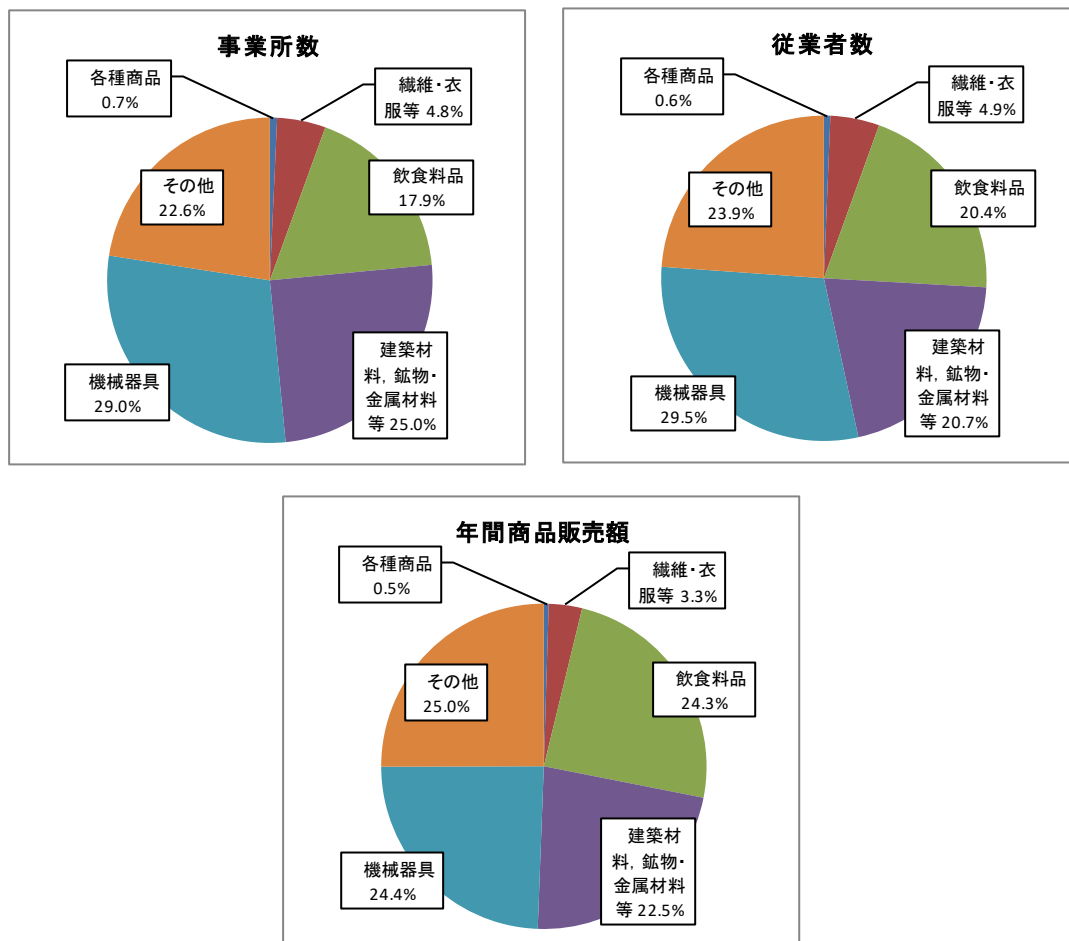 事業所数
各種商品
0.7%
繊維・衣
服等 4.8%
飲食料品
17.9%
建築材
料，鉱物・
金属材料
等 25.0%
機械器具
29.0%
その他
22.6%
従業者数
各種商品
0.6%
繊維・衣
服等 4.9%
飲食料品
20.4%
建築材
料，鉱物・
金属材料
等 20.7%
機械器具
29.5%
その他
23.9%
年間商品販売額
各種商品
0.5%
繊維・衣
服等 3.3%
飲食料品
24.3%
建築材
料，鉱物・
金属材料
等 22.5%
機械器具
24.4%
その他
25.0%